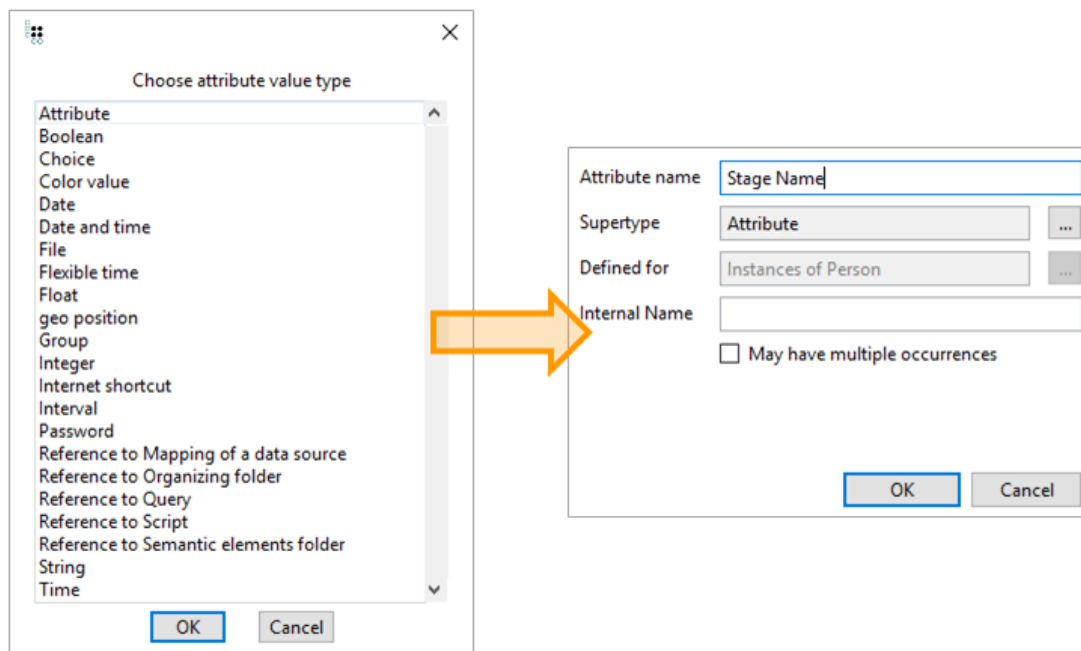 Choose attribute value type
Attribute
Boolean
Choice
Color value
Date
Date and time
File
Flexible time
Float
geo position
Group
Integer
Internet shortcut
Interval
Password
Reference to Mapping of a data source
Reference to Organizing folder
Reference to Query
Reference to Script
Reference to Semantic elements folder
String
Time
OK Cancel
Attribute name Stage Name
Supertype Attribute ...
Defined for Instances of Person ...
Internal Name
May have multiple occurrences
OK Cancel